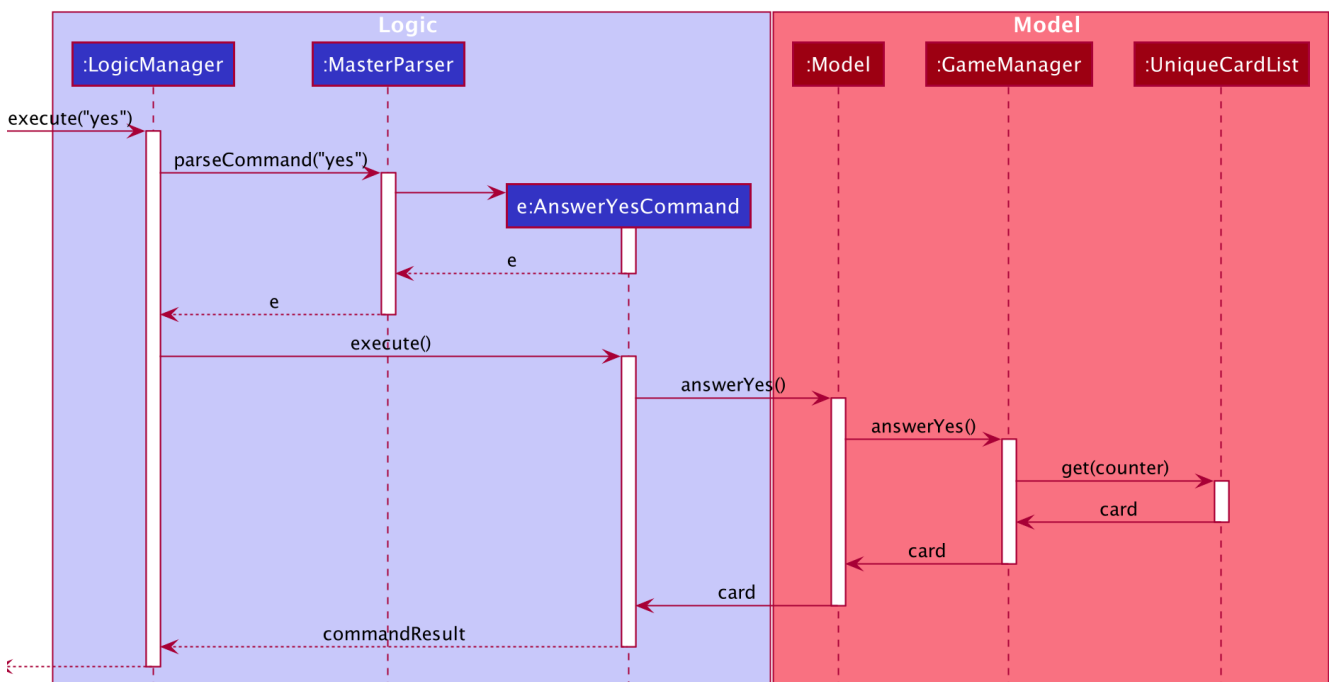 Logic
Model
:LogicManager
:MasterParser
:Model
:GameManager
:UniqueCardList
execute("yes")
parseCommand("yes")
e:AnswerYesCommand
e
e
execute()
answerYes()
answerYes()
get(counter)
card
card
card
commandResult